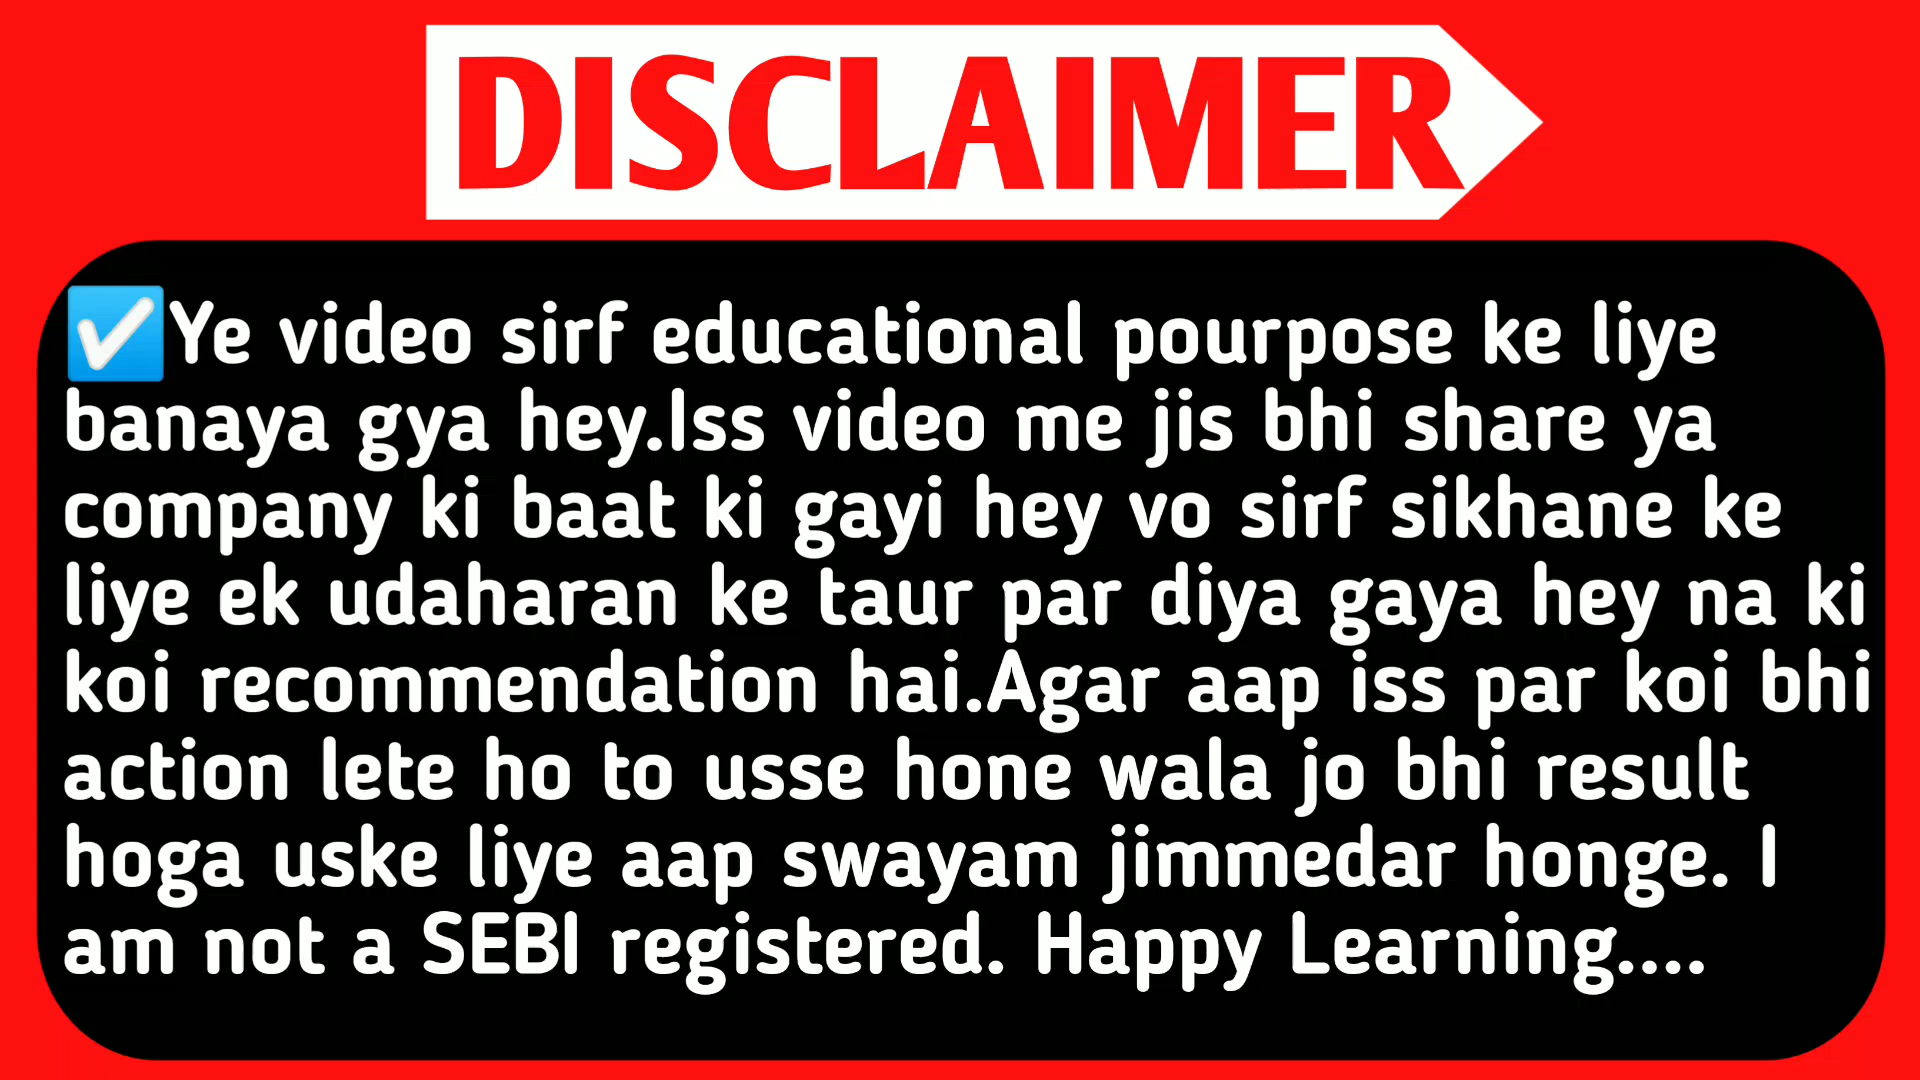 DISCLAIMER
☑Ye video sirf educational pourpose ke liye
banaya gya hey.Iss video me jis bhi share ya
company ki baat ki gayi hey vo sirf sikhane ke
liye ek udaharan ke taur par diya gaya hey na ki
koi recommendation hai.Agar aap iss par koi bhi
action lete ho to usse hone wala jo bhi result
hoga uske liye aap swayam jimmedar honge. I
am not a SEBI registered. Happy Learning....